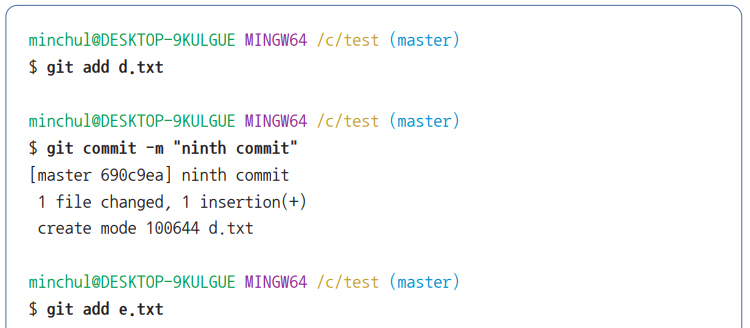 minchul@DESKTOP-9KULGUE MINGW64 /c/test (master)
$ git add d.txt
minchul@DESKTOP-9KULGUE MINGW64 /c/test (master)
$ git commit -m "ninth commit"
[master 690c9ea] ninth commit
 1 file changed, 1 insertion(+)
 create mode 100644 d.txt
minchul@DESKTOP-9KULGUE MINGW64 /c/test (master)
$ git add e.txt